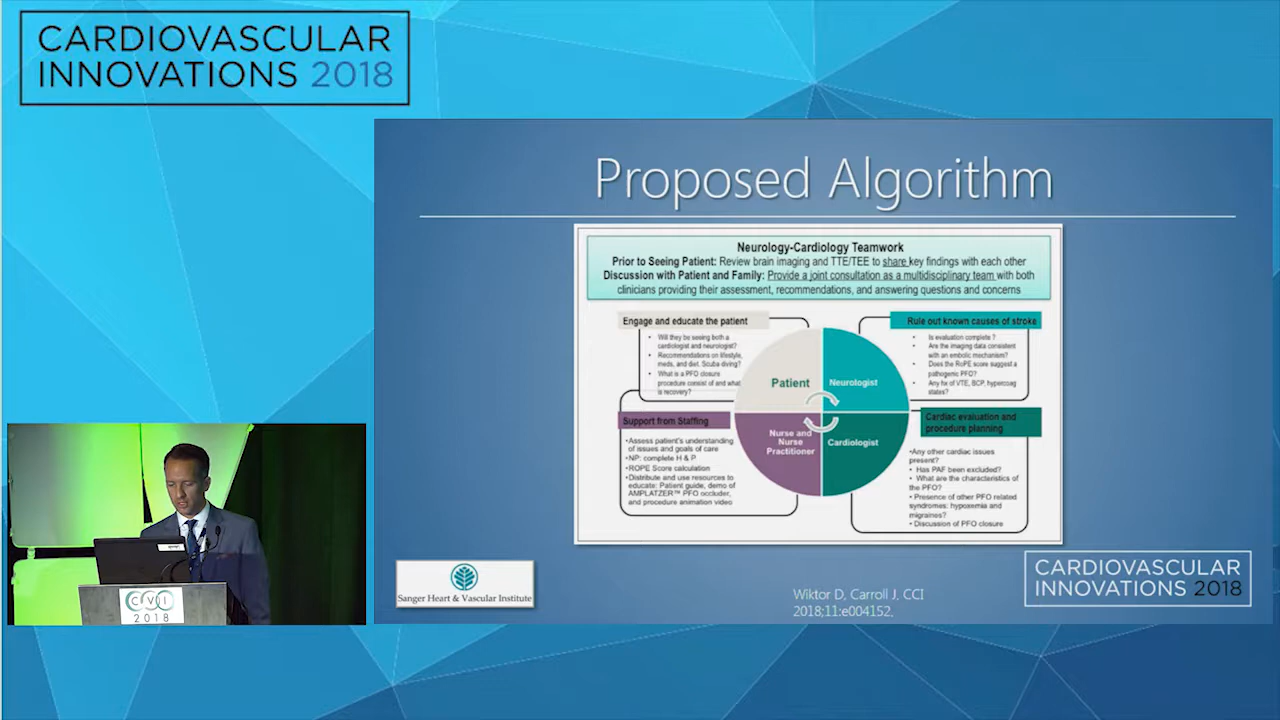 CARDIOVASCULAR
INNOVATIONS 2018
Proposed Algorithm
Neurology-Cardiology Teamwork
Prior to Seeing Patient: Review brain imaging and TTE/TEE to share key findings with each other
Discussion with Patient and Family: Provide a joint consultation as a multidisciplinary team with both
clinicians providing their assessment, recommendations, and answering questions and concerns
Engage and educate the patient
• Will they be seeing both a
cardiologist and neurologist?
• Recommendations on lifestyle,
meds, and diet. Scuba diving?
• What is a PFO closure
procedure consist of and what
is recovery?
Rule out known causes of stroke
• Is evaluation complete ?
• Are the imaging data consistent
with an embolic mechanism?
• Does the RoPE score suggest a
pathogenic PFO?
• Any hx of VTE, BCP, hypercoag
states?
Patient
Neurologist
Nurse and
Nurse
Practitioner
Cardiologist
Support from Staffing
•Assess patient's understanding
of issues and goals of care
•NP: complete H & P
•ROPE Score calculation
•Distribute and use resources to
educate: Patient guide, demo of
AMPLATZER™ PFO occluder,
and procedure animation video
Cardiac evaluation and
procedure planning
•Any other cardiac issues
present?
• Has PAF been excluded?
• What are the characteristics of
the PFO?
• Presence of other PFO related
syndromes: hypoxemia and
migraines?
• Discussion of PFO closure
Sanger Heart & Vascular Institute
Wiktor D, Carroll J, CCI
2018;11:e004152,
CARDIOVASCULAR
INNOVATIONS 2018
CVI
2018